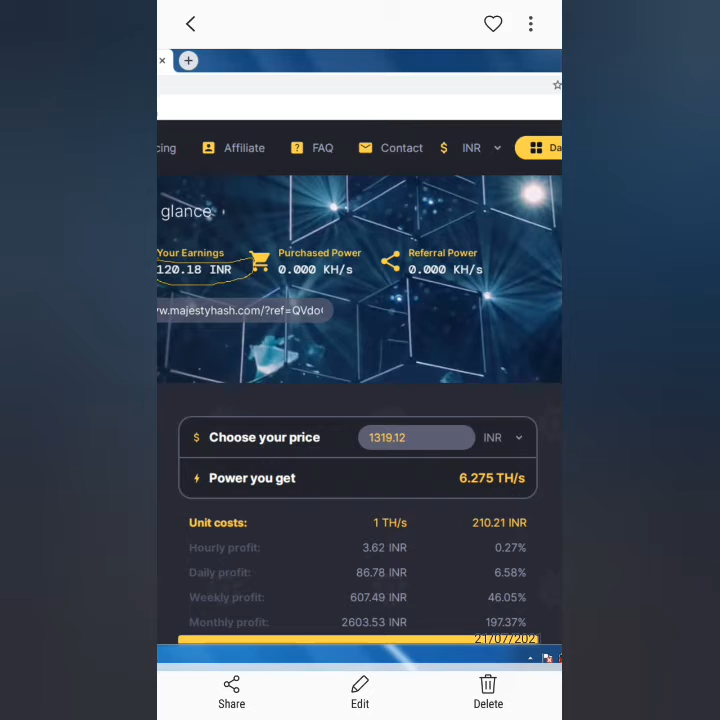 cing Affiliate FAQ Contact $ INR Da
glance
Your Earnings Purchased Power Referral Power
120.18 INR 0.000 KH/s 0.000 KH/s
w.majestyhash.com/?ref=QVdo
$ Choose your price 1319.12 INR
Power you get 6.275 TH/s
Unit costs: 1 TH/s 210.21 INR
Hourly profit: 3.62 INR 0.27%
Daily profit: 86.78 INR 6.58%
Weekly profit: 607.49 INR 46.05%
Monthly profit: 2603.53 INR 197.37%
21/07/202
Share Edit Delete